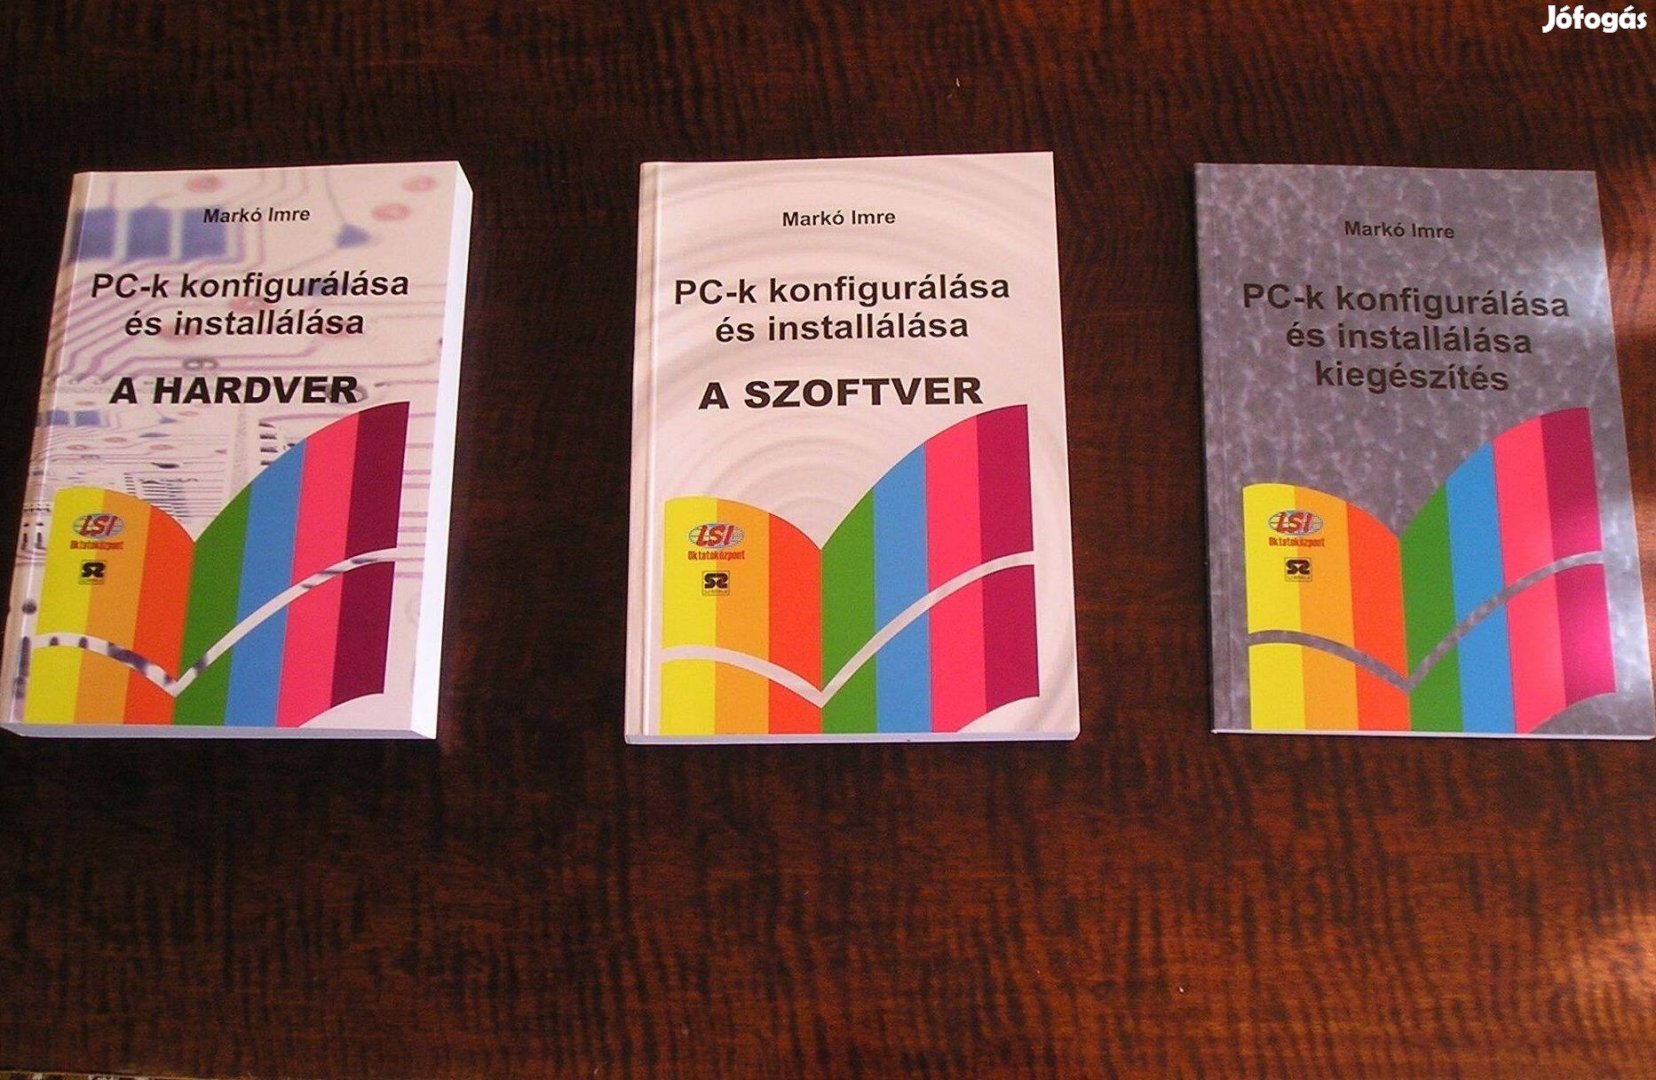 Jófogás
Markó Imre
PC-k konfigurálása
és installálása
A HARDVER
LSI
Oktatóközpont
Markó Imre
PC-k konfigurálása
és installálása
A SZOFTVER
LSI
Oktatóközpont
Markó Imre
PC-k konfigurálása
és installálása
kiegészítés
LSI
Oktatóközpont